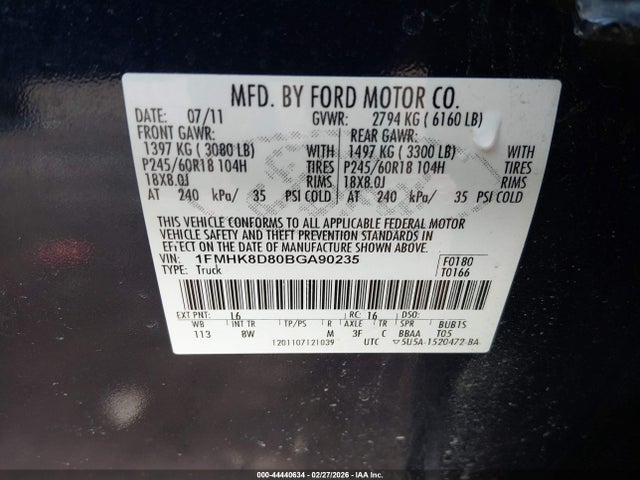 MFD. BY FORD MOTOR CO.
DATE: 07/11 GVWR: 2794 KG ( 6160 LB)
FRONT GAWR: REAR GAWR:
1397 KG ( 3080 LB) WITH 1497 KG ( 3300 LB) WITH
P245/60R18 104H TIRES P245/60R18 104H TIRES
18X8.0J RIMS 18X8.0J RIMS
AT 240 kPa/ 35 PSI COLD AT 240 kPa/ 35 PSI COLD
THIS VEHICLE CONFORMS TO ALL APPLICABLE FEDERAL MOTOR
VEHICLE SAFETY AND THEFT PREVENTION STANDARDS IN
EFFECT ON THE DATE OF MANUFACTURE SHOWN ABOVE.
VIN: 1FMHK8D80BGA90235 F0180
TYPE: Truck T0166
EXT PNT: L6 RC: 16 DSO:
WB INT TR TP/PS R AXLE TR SPR BUB1S
113 8W M 3F C BBAA T05
1201107121039 UTC ▽5U5A-1520472-BA
000-44440634 - 02/27/2026 - IAA Inc.